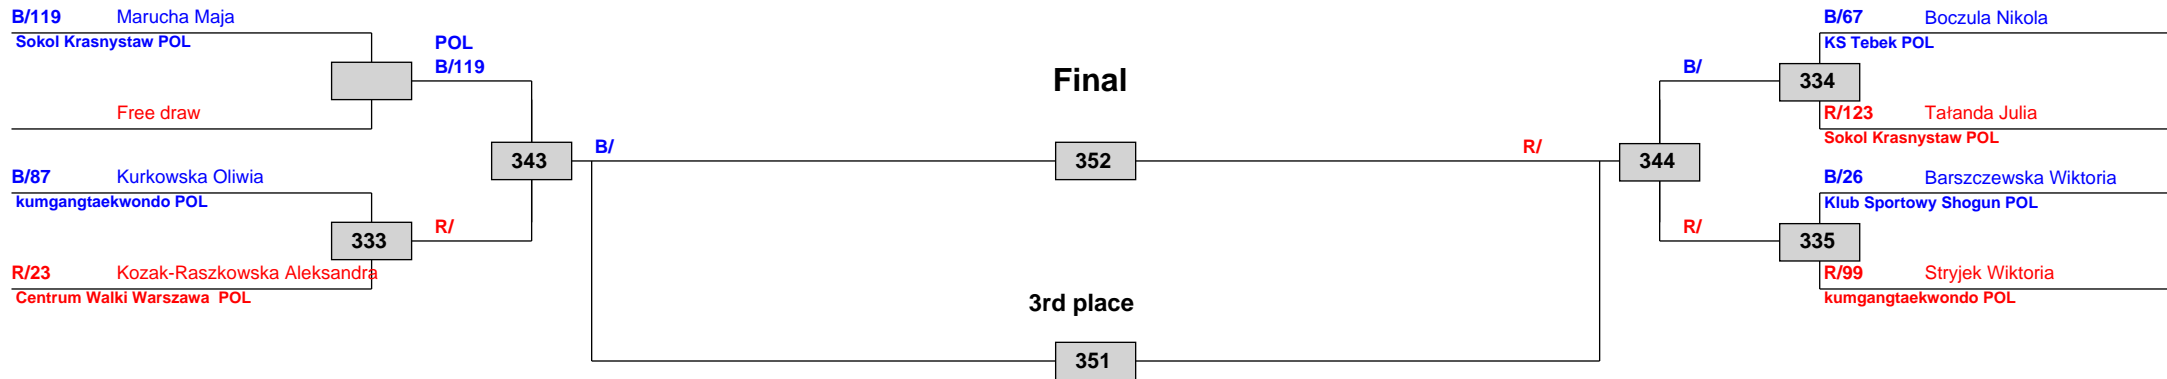 B/119 Marucha Maja
Sokol Krasnystaw POL
POL
B/119
Free draw
B/87 Kurkowska Oliwia
kumgangtaekwondo POL
333
R/
R/23 Kozak-Raszkowska Aleksandra
Centrum Walki Warszawa POL
343
B/
Final
352
R/
3rd place
351
344
B/
R/
B/67 Boczula Nikola
KS Tebek POL
334
R/123 Tałanda Julia
Sokol Krasnystaw POL
B/26 Barszczewska Wiktoria
Klub Sportowy Shogun POL
335
R/99 Stryjek Wiktoria
kumgangtaekwondo POL